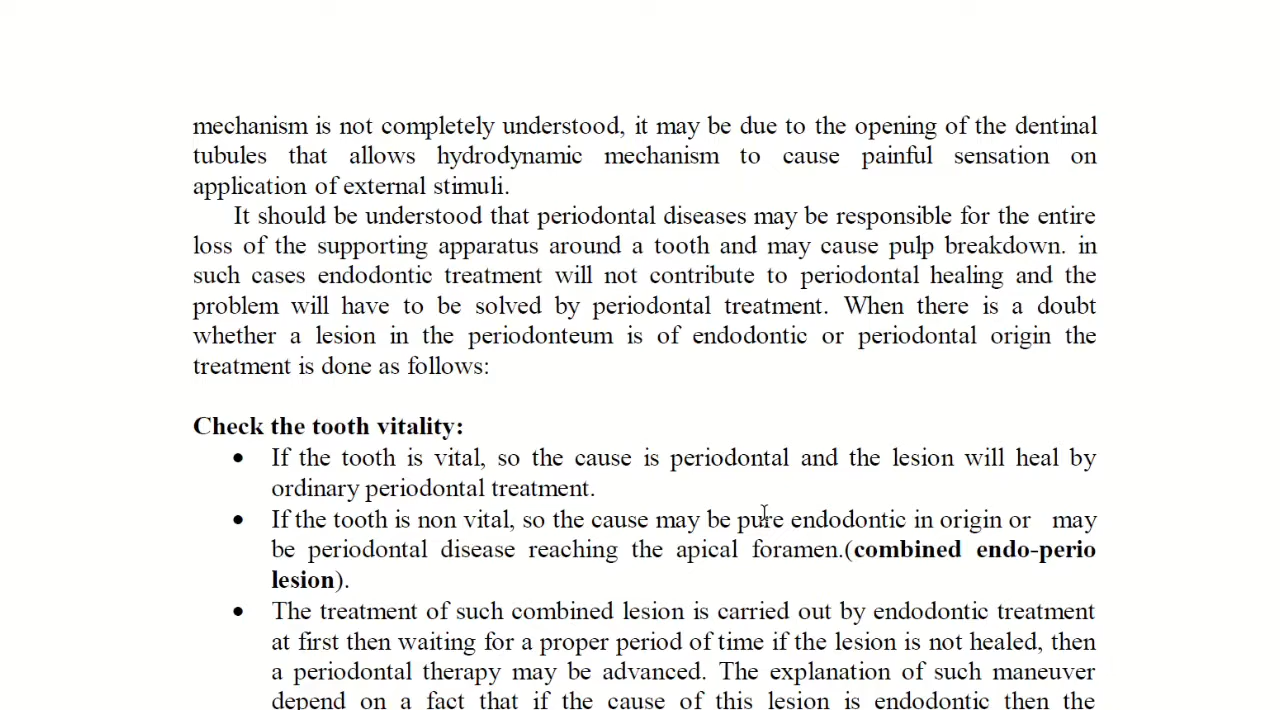 mechanism is not completely understood, it may be due to the opening of the dentinal
tubules that allows hydrodynamic mechanism to cause painful sensation on
application of external stimuli.
It should be understood that periodontal diseases may be responsible for the entire
loss of the supporting apparatus around a tooth and may cause pulp breakdown. in
such cases endodontic treatment will not contribute to periodontal healing and the
problem will have to be solved by periodontal treatment. When there is a doubt
whether a lesion in the periodonteum is of endodontic or periodontal origin the
treatment is done as follows:
Check the tooth vitality:
• If the tooth is vital, so the cause is periodontal and the lesion will heal by
ordinary periodontal treatment.
• If the tooth is non vital, so the cause may be pure endodontic in origin or may
be periodontal disease reaching the apical foramen.(combined endo-perio
lesion).
• The treatment of such combined lesion is carried out by endodontic treatment
at first then waiting for a proper period of time if the lesion is not healed, then
a periodontal therapy may be advanced. The explanation of such maneuver
depend on a fact that if the cause of this lesion is endodontic then the